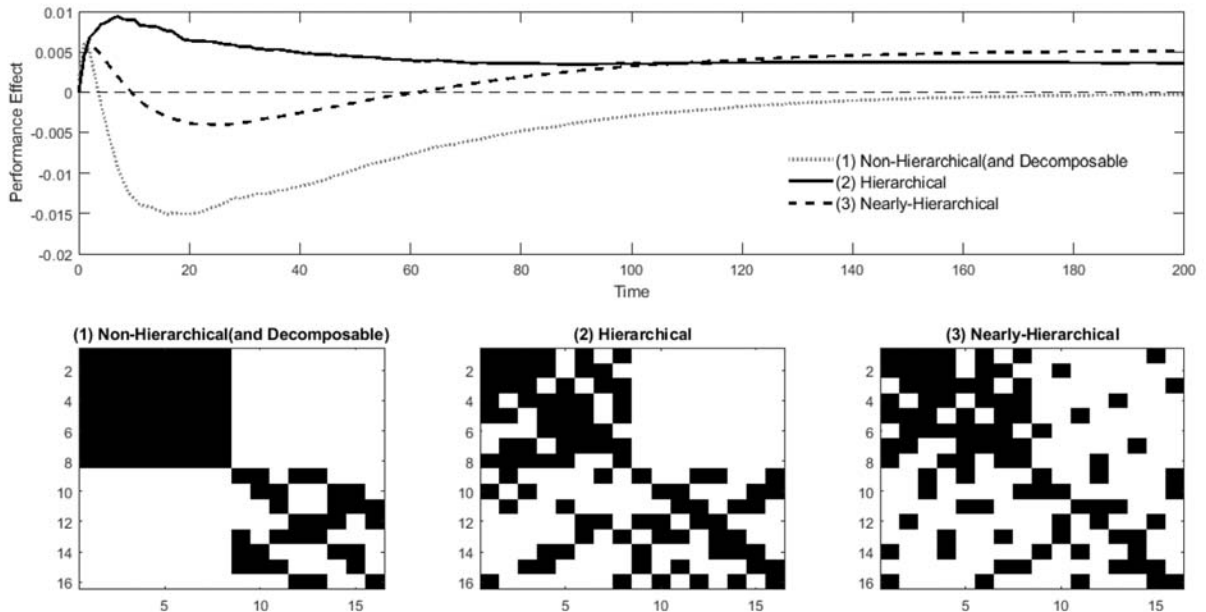 0.01
0.005
0
-0.005
-0.01
-0.015
-0.02
Performance Effect
0 20 40 60 80 100 120 140 160 180 200
Time
(1) Non-Hierarchical(and Decomposable
(2) Hierarchical
(3) Nearly-Hierarchical
(1) Non-Hierarchical(and Decomposable)
2
4
6
8
10
12
14
16
5 10 15
(2) Hierarchical
2
4
6
8
10
12
14
16
5 10 15
(3) Nearly-Hierarchical
2
4
6
8
10
12
14
16
5 10 15